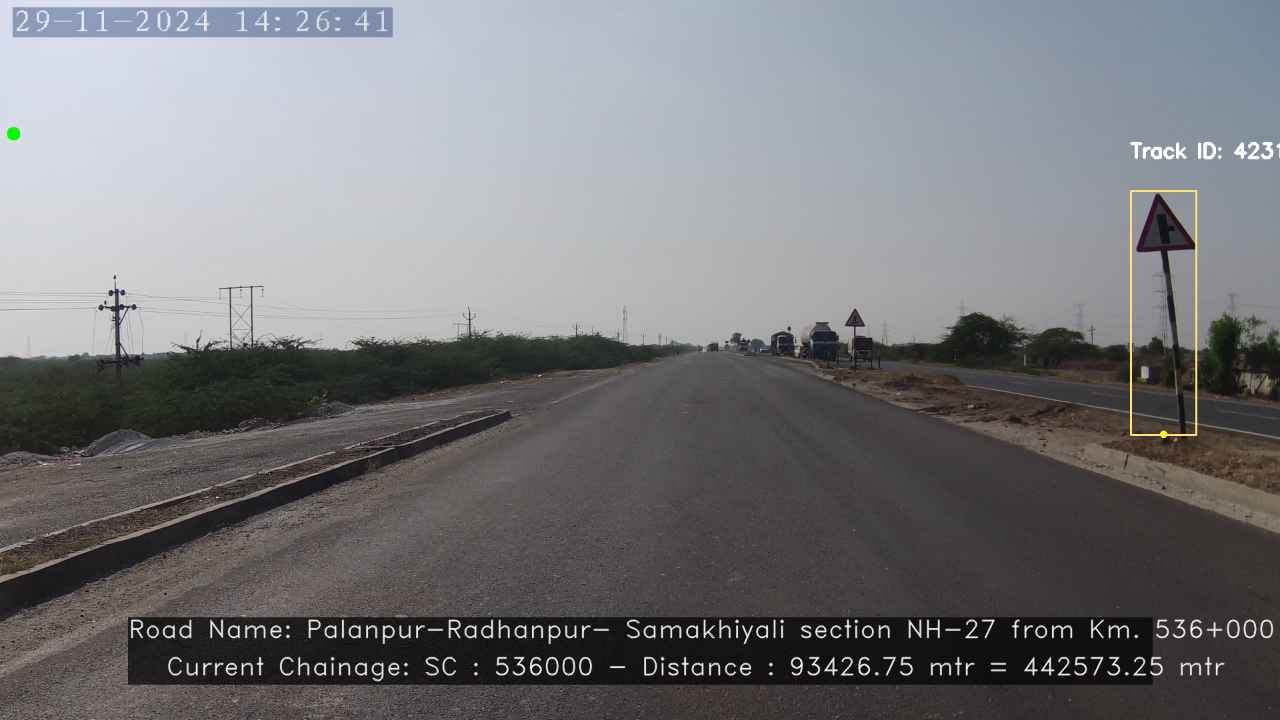 29-11-2024 14:26:41
Track ID: 4231
Road Name: Palanpur-Radhanpur- Samakhiyali section NH-27 from Km. 536+000
Current Chainage: SC : 536000 - Distance : 93426.75 mtr = 442573.25 mtr